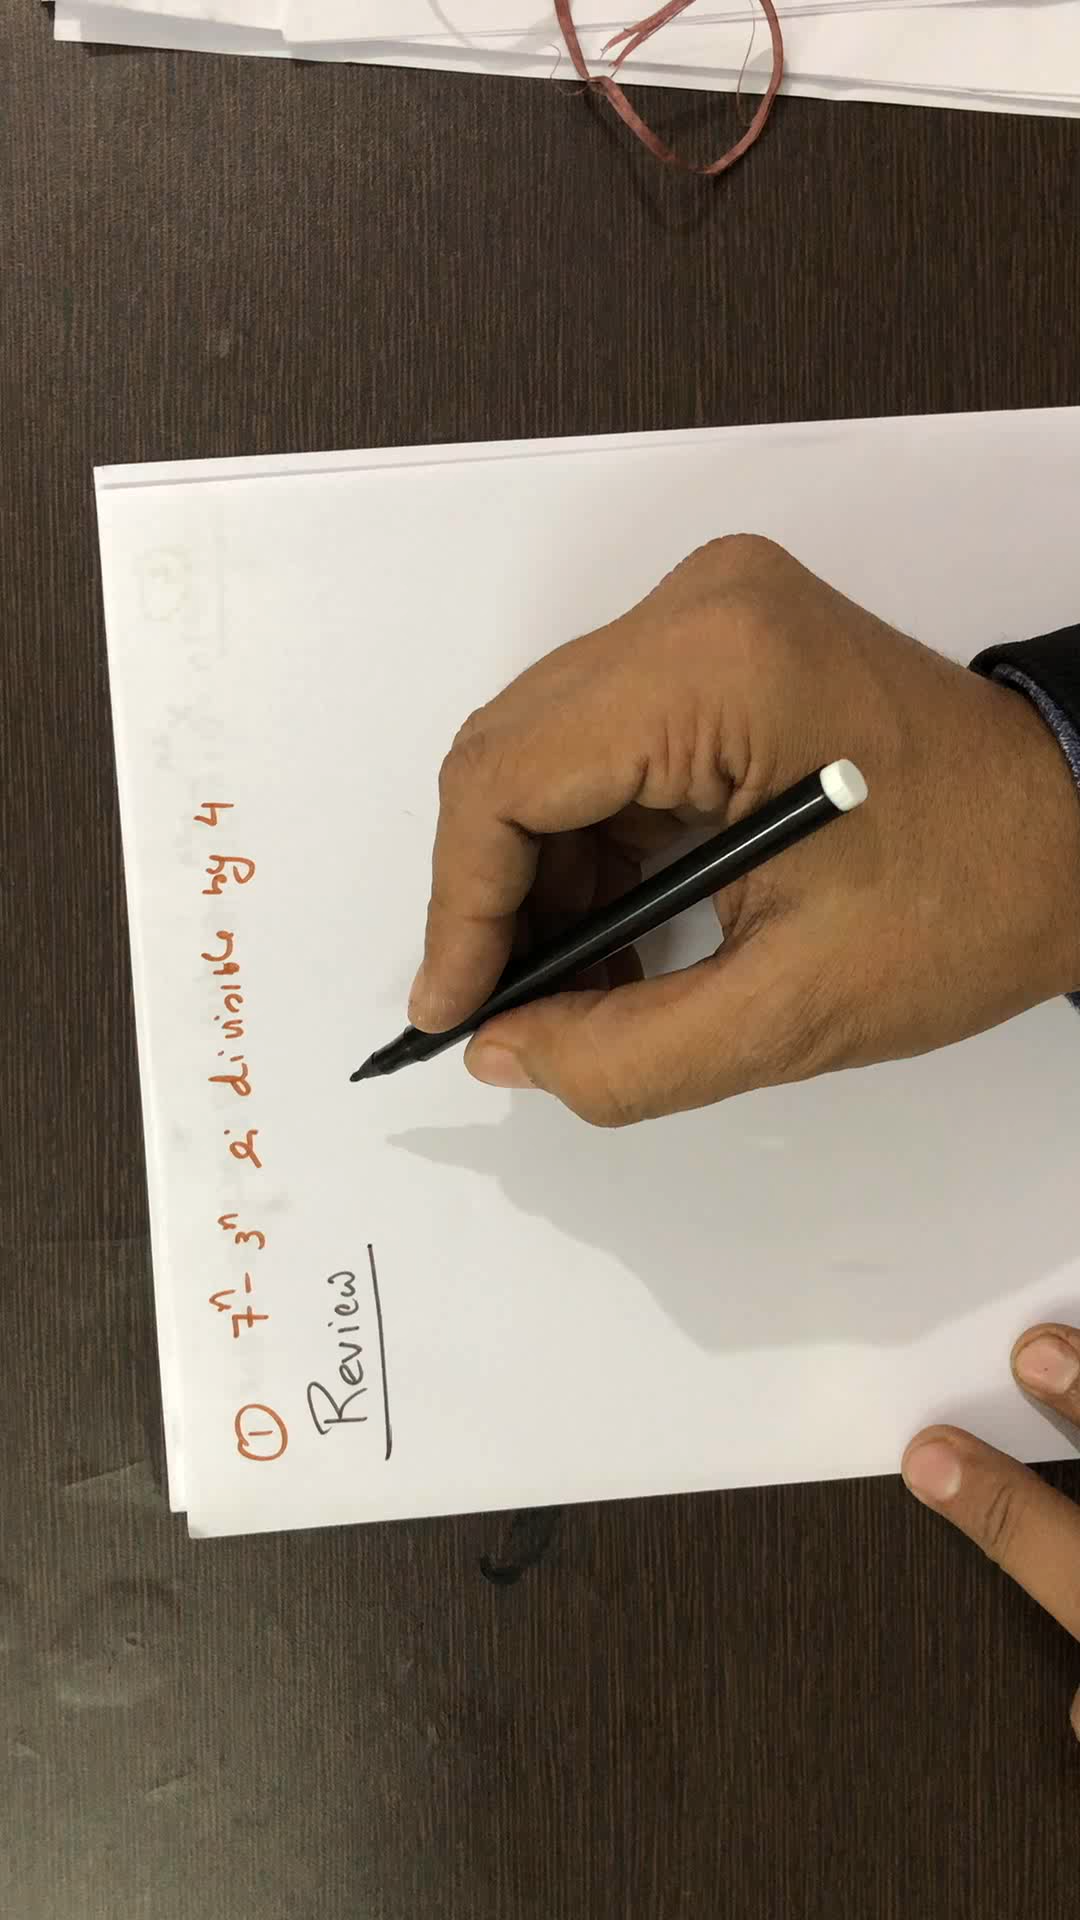 ① 7ⁿ - 3ⁿ is divisible by 4
Review